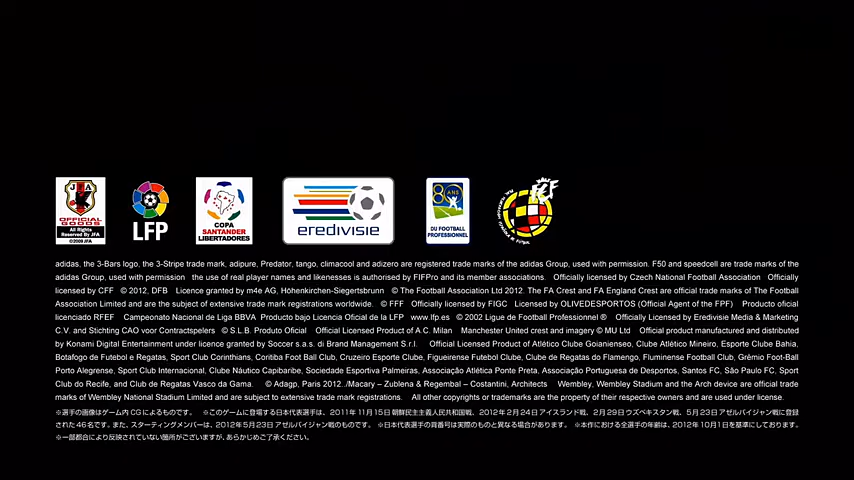 JFA
OFFICIAL
GOODS
All Rights
Reserved By JFA
©2009 JFA
LFP
COPA
SANTANDER
LIBERTADORES
eredivisie
80 ANS
DU FOOTBALL
PROFESSIONNEL
adidas, the 3-Bars logo, the 3-Stripe trade mark, adipure, Predator, tango, climacool and adizero are registered trade marks of the adidas Group, used with permission. F50 and speedcell are trade marks of the
adidas Group, used with permission the use of real player names and likenesses is authorised by FIFPro and its member associations Officially licensed by Czech National Football Association Officially
licensed by CFF © 2012, DFB Licence granted by m4e AG, Höhenkirchen-Siegertsbrunn © The Football Association Ltd 2012. The FA Crest and FA England Crest are official trade marks of The Football
Association Limited and are the subject of extensive trade mark registrations worldwide. © FFF Officially licensed by FIGC Licensed by OLIVEDESPORTOS (Official Agent of the FPF) Producto oficial
licenciado RFEF Campeonato Nacional de Liga BBVA Producto bajo Licencia Oficial de la LFP www.lfp.es © 2002 Ligue de Football Professionnel ® Officially Licensed by Eredivisie Media & Marketing
C.V. and Stichting CAO voor Contractspelers © S.L.B. Produto Oficial Official Licensed Product of A.C. Milan Manchester United crest and imagery © MU Ltd Official product manufactured and distributed
by Konami Digital Entertainment under licence granted by Soccer s.a.s. di Brand Management S.r.l. Official Licensed Product of Atlético Clube Goianienseo, Clube Atlético Mineiro, Esporte Clube Bahia,
Botafogo de Futebol e Regatas, Sport Club Corinthians, Coritiba Foot Ball Club, Cruzeiro Esporte Clube, Figueirense Futebol Clube, Clube de Regatas do Flamengo, Fluminense Football Club, Grêmio Foot-Ball
Porto Alegrense, Sport Club Internacional, Clube Náutico Capibaribe, Sociedade Esportiva Palmeiras, Associação Atlética Ponte Preta, Associação Portuguesa de Desportos, Santos FC, São Paulo FC, Sport
Club do Recife, and Club de Regatas Vasco da Gama. © Adagp, Paris 2012../Macary – Zublena & Regembal – Costantini, Architects Wembley, Wembley Stadium and the Arch device are official trade
marks of Wembley National Stadium Limited and are subject to extensive trade mark registrations. All other copyrights or trademarks are the property of their respective owners and are used under license.
※選手の画像はゲーム内CGによるものです。 ※このゲームに登場する日本代表選手は、2011年11月15日朝鮮民主主義人民共和国戦、2012年2月24日アイスランド戦、2月29日ウズベキスタン戦、5月23日アゼルバイジャン戦に登録
された46名です。また、スターティングメンバーは、2012年5月23日アゼルバイジャン戦のものです。 ※日本代表選手の背番号は実際のものと異なる場合があります。 ※本作における全選手の年齢は、2012年10月1日を基準にしております。
※一部都合により反映されていない箇所がございますが、あらかじめご了承ください。